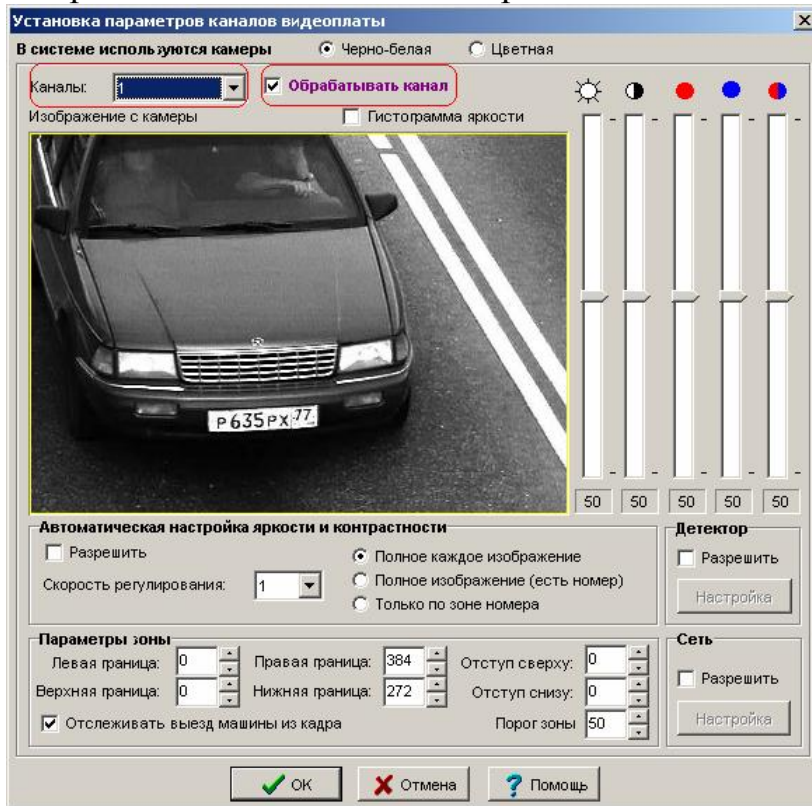 Установка параметров каналов видеоплаты
В системе используются камеры Черно-белая Цветная
Каналы: 1 Обрабатывать канал
Изображение с камеры Гистограмма яркости
Р635РХ 77
50 50 50 50 50
Автоматическая настройка яркости и контрастности
Разрешить
Скорость регулирования: 1
Полное каждое изображение
Полное изображение (есть номер)
Только по зоне номера
Детектор
Разрешить
Настройка
Параметры зоны
Левая граница: 0 Правая граница: 384 Отступ сверху: 0
Верхняя граница: 0 Нижняя граница: 272 Отступ снизу: 0
Отслеживать выезд машины из кадра Порог зоны 50
Сеть
Разрешить
Настройка
ОК Отмена Помощь